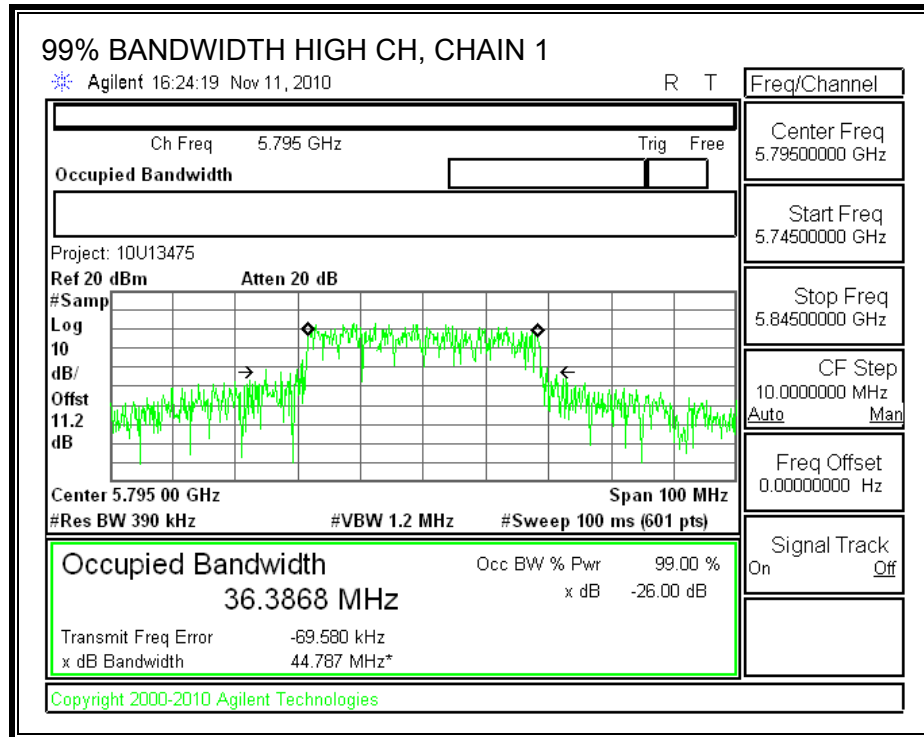 99% BANDWIDTH HIGH CH, CHAIN 1
Agilent 16:24:19 Nov 11, 2010 R T
Freq/Channel
Ch Freq 5.795 GHz Trig Free
Occupied Bandwidth
Center Freq
5.79500000 GHz
Start Freq
5.74500000 GHz
Stop Freq
5.84500000 GHz
CF Step
10.0000000 MHz
Auto Man
Freq Offset
0.00000000 Hz
Signal Track
On Off
Project: 10U13475
Ref 20 dBm Atten 20 dB
#Samp
Log
10
dB/
Offst
11.2
dB
Center 5.795 00 GHz Span 100 MHz
#Res BW 390 kHz #VBW 1.2 MHz #Sweep 100 ms (601 pts)
Occupied Bandwidth Occ BW % Pwr 99.00 %
36.3868 MHz x dB -26.00 dB
Transmit Freq Error -69.580 kHz
x dB Bandwidth 44.787 MHz*
Copyright 2000-2010 Agilent Technologies